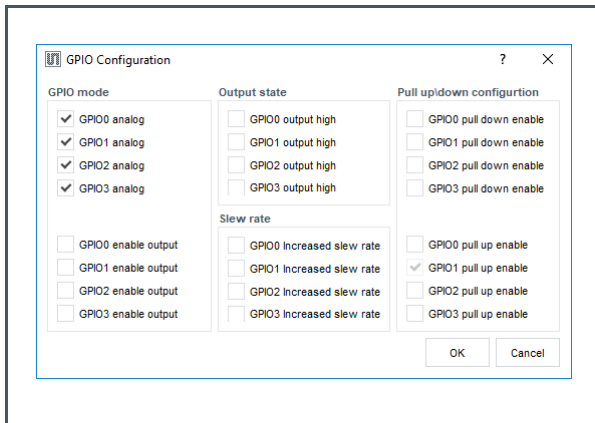 GPIO Configuration
?
GPIO mode
GPIO0 analog
GPIO1 analog
GPIO2 analog
GPIO3 analog
GPIO0 enable output
GPIO1 enable output
GPIO2 enable output
GPIO3 enable output
Output state
GPIO0 output high
GPIO1 output high
GPIO2 output high
GPIO3 output high
Slew rate
GPIO0 Increased slew rate
GPIO1 Increased slew rate
GPIO2 Increased slew rate
GPIO3 Increased slew rate
Pull up\down configurtion
GPIO0 pull down enable
GPIO1 pull down enable
GPIO2 pull down enable
GPIO3 pull down enable
GPIO0 pull up enable
GPIO1 pull up enable
GPIO2 pull up enable
GPIO3 pull up enable
OK
Cancel